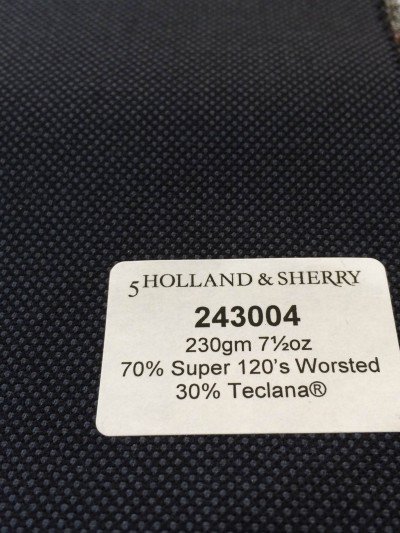 5 HOLLAND & SHERRY
243004
230gm 7½oz
70% Super 120's Worsted
30% Teclana®